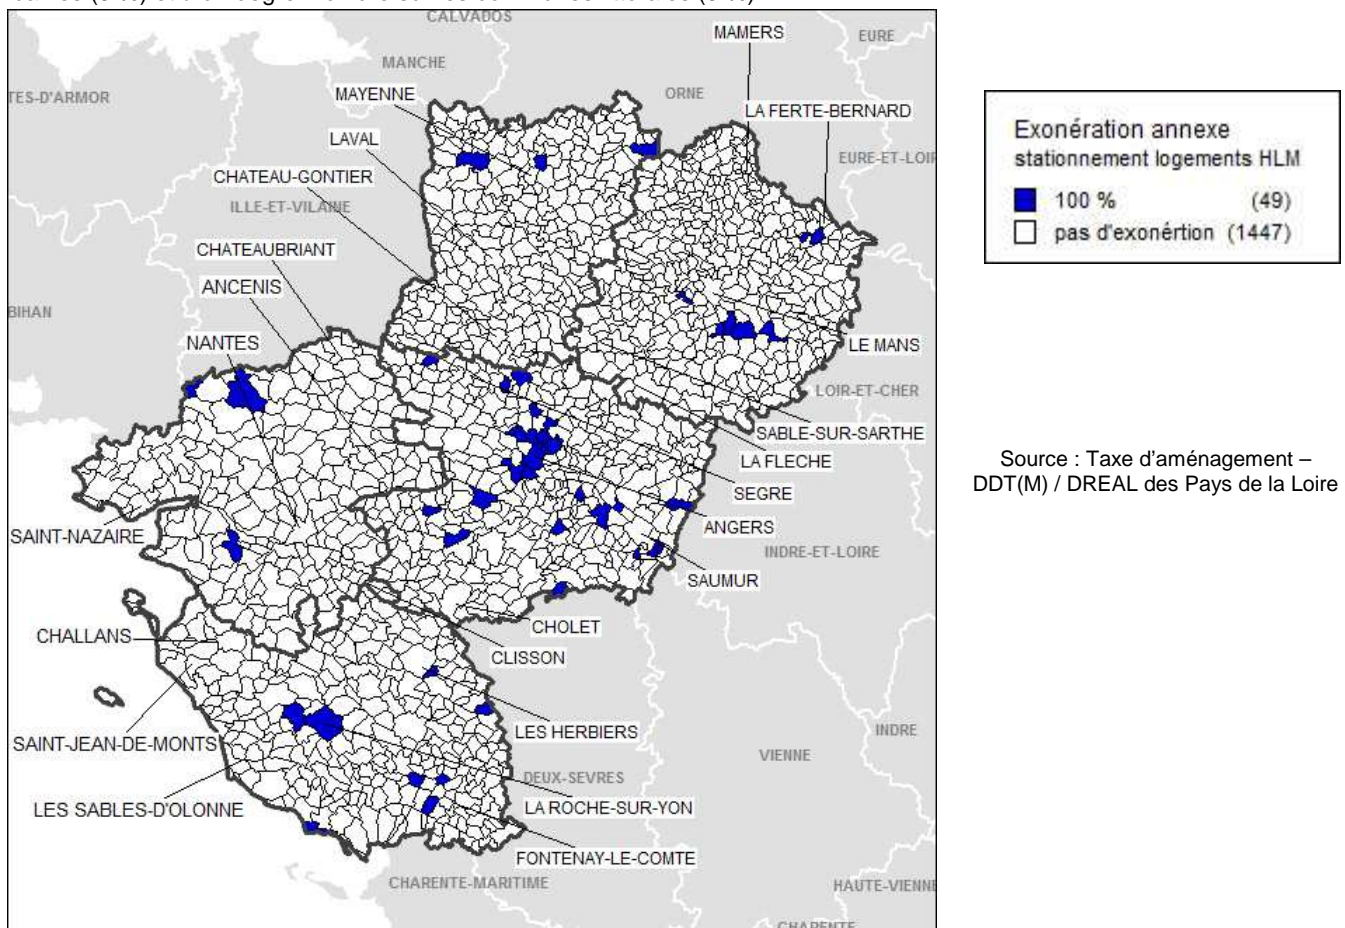 CALVADOS
MAMERS
EURE
MANCHE
TES-D'ARMOR
MAYENNE
ORNE
LA FERTE-BERNARD
LAVAL
EURE-ET-LOIR
CHATEAU-GONTIER
ILLE-ET-VILAINE
CHATEAUBRIANT
ANCENIS
BIHAN
NANTES
LE MANS
LOIR-ET-CHER
SABLE-SUR-SARTHE
LA FLECHE
SEGRE
ANGERS
SAINT-NAZAIRE
INDRE-ET-LOIRE
SAUMUR
CHOLET
CHALLANS
CLISSON
LES HERBIERS
INDRE
SAINT-JEAN-DE-MONTS
VIENNE
DEUX-SEVRES
LES SABLES-D'OLONNE
LA ROCHE-SUR-YON
FONTENAY-LE-COMTE
CHARENTE-MARITIME
HAUTE-VIENNE
CHARENTE
Exonération annexe
stationnement logements HLM
100 % (49)
pas d'exonértion (1447)
Source : Taxe d'aménagement –
DDT(M) / DREAL des Pays de la Loire